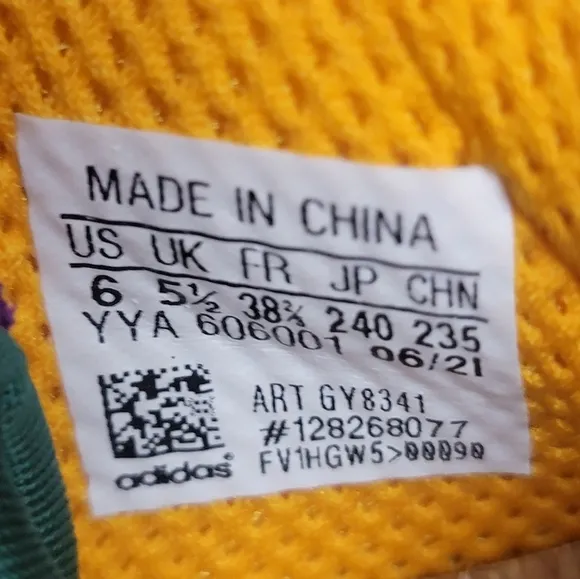 MADE IN CHINA
US UK FR JP CHN
6 5½ 38⅔ 240 235
YYA 606001 06/21
ART GY8341
#128268077
FV1HGW5>00090
adidas